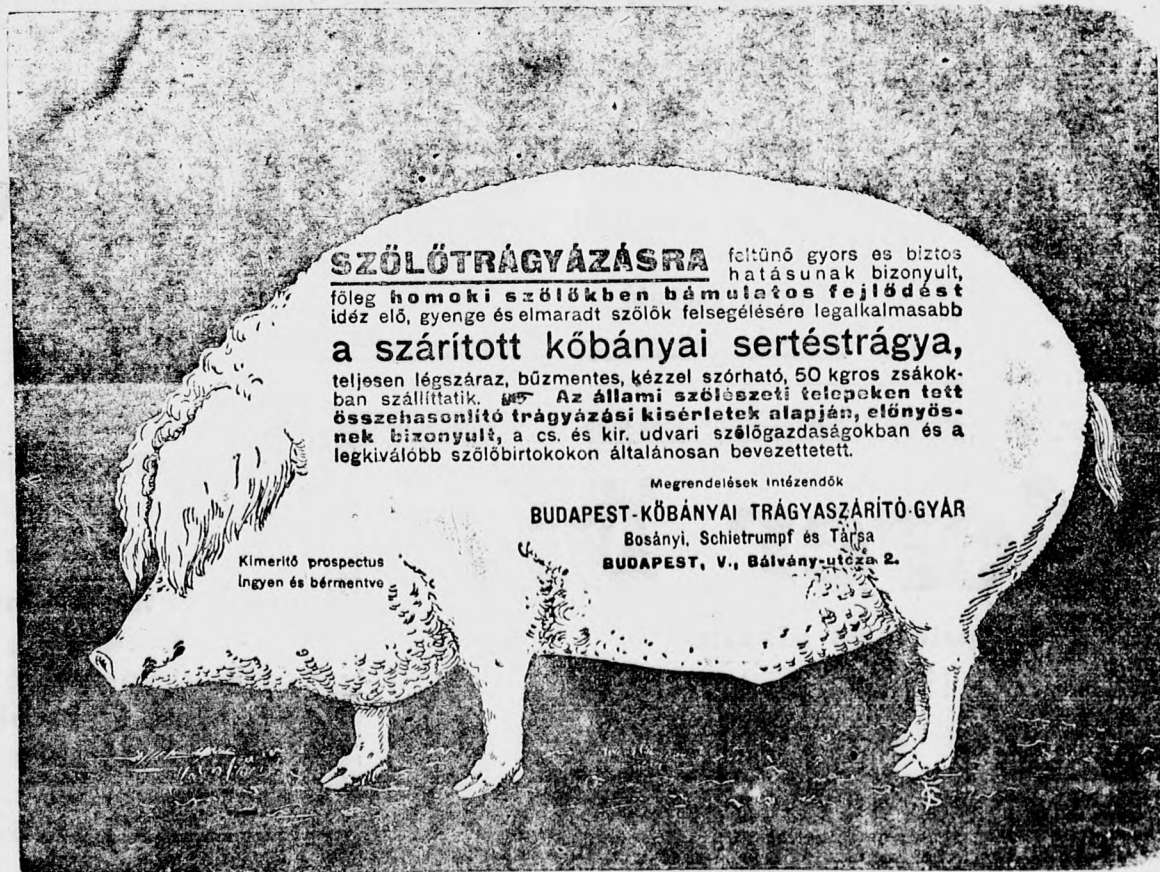 SZŐLŐTRÁGYÁZÁSRA feltünő gyors es biztos
hatásunak bizonyult,
főleg homoki szőlőkben bámulatos fejlődést
idéz elő, gyenge és elmaradt szőlők felsegélésére legalkalmasabb
a szárított kőbányai sertéstrágya,
teljesen légszáraz, bűzmentes, kézzel szórható, 50 kgros zsákok-
ban szállíttatik. ☛ Az állami szőlészeti telepeken tett
összehasonlító trágyázási kisérletek alapján, előnyös-
nek bizonyult, a cs. és kir. udvari szőlőgazdaságokban és a
legkiválóbb szőlőbirtokokon általánosan bevezettetett.
Megrendelések intézendők
BUDAPEST-KŐBÁNYAI TRÁGYASZÁRÍTÓ-GYÁR
Bosányi, Schietrumpf és Társa
BUDAPEST, V., Bálvány-utcza 2.
Kimerítő prospectus
ingyen és bérmentve